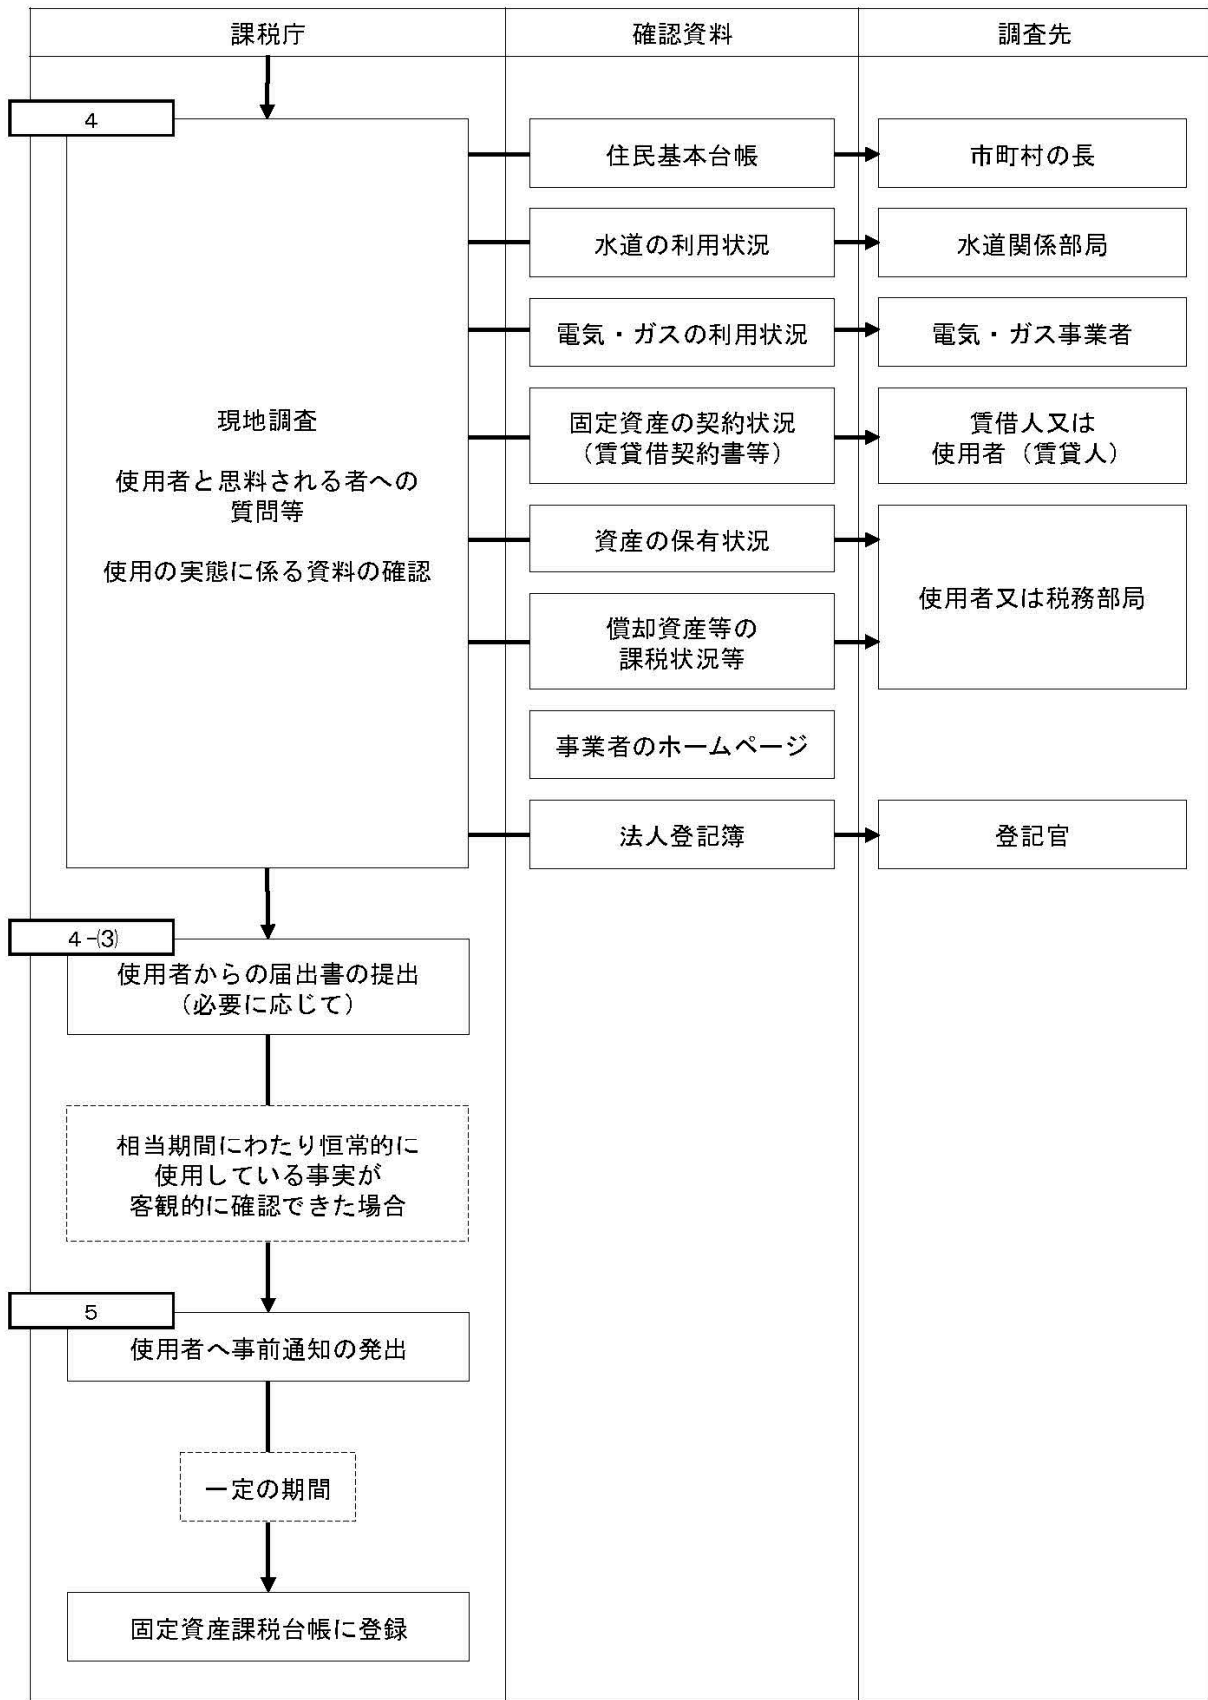 課税庁
確認資料
調査先
4
現地調査
使用者と思料される者への
質問等
使用の実態に係る資料の確認
住民基本台帳
市町村の長
水道の利用状況
水道関係部局
電気・ガスの利用状況
電気・ガス事業者
固定資産の契約状況
（賃貸借契約書等）
賃借人又は
使用者（賃貸人）
資産の保有状況
使用者又は税務部局
償却資産等の
課税状況等
事業者のホームページ
法人登記簿
登記官
4-⑶
使用者からの届出書の提出
（必要に応じて）
相当期間にわたり恒常的に
使用している事実が
客観的に確認できた場合
5
使用者へ事前通知の発出
一定の期間
固定資産課税台帳に登録